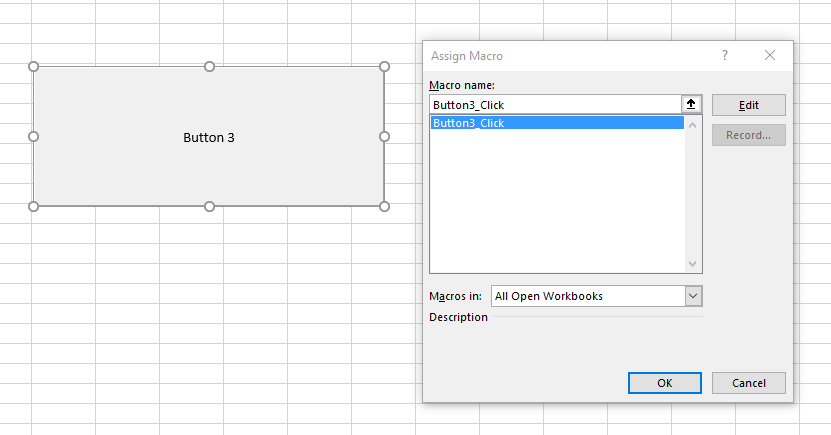 Button 3
Assign Macro
?
Macro name:
Button3_Click
Button3_Click
Edit
Record...
Macros in:
All Open Workbooks
Description
OK
Cancel